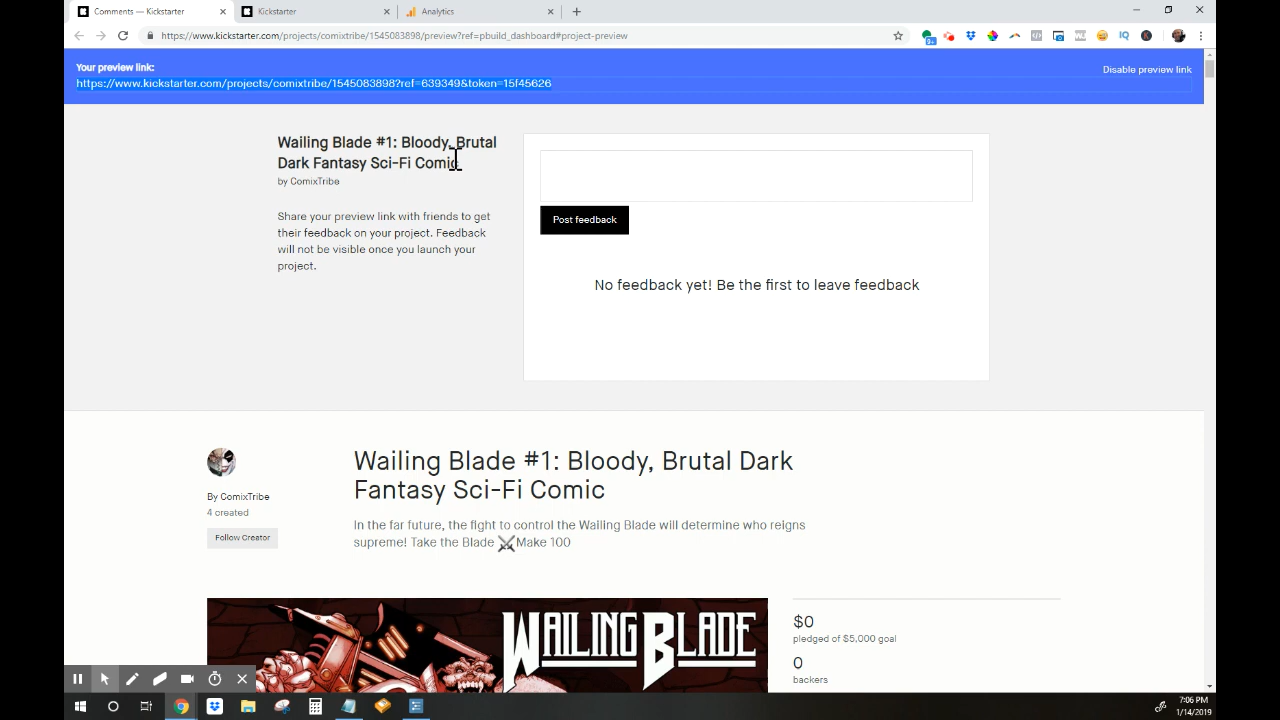 Comments — Kickstarter
Kickstarter
Analytics
https://www.kickstarter.com/projects/comixtribe/1545083898/preview?ref=pbuild_dashboard#project-preview
9+
IQ
Your preview link:
https://www.kickstarter.com/projects/comixtribe/1545083898?ref=639349&token=15f45626
Disable preview link
Wailing Blade #1: Bloody, Brutal
Dark Fantasy Sci-Fi Comic
by ComixTribe
Share your preview link with friends to get
their feedback on your project. Feedback
will not be visible once you launch your
project.
Post feedback
No feedback yet! Be the first to leave feedback
By ComixTribe
4 created
Follow Creator
Wailing Blade #1: Bloody, Brutal Dark
Fantasy Sci-Fi Comic
In the far future, the fight to control the Wailing Blade will determine who reigns
supreme! Take the Blade ⚔ Make 100
WAILING BLADE
$0
pledged of $5,000 goal
0
backers
7:06 PM
1/14/2019